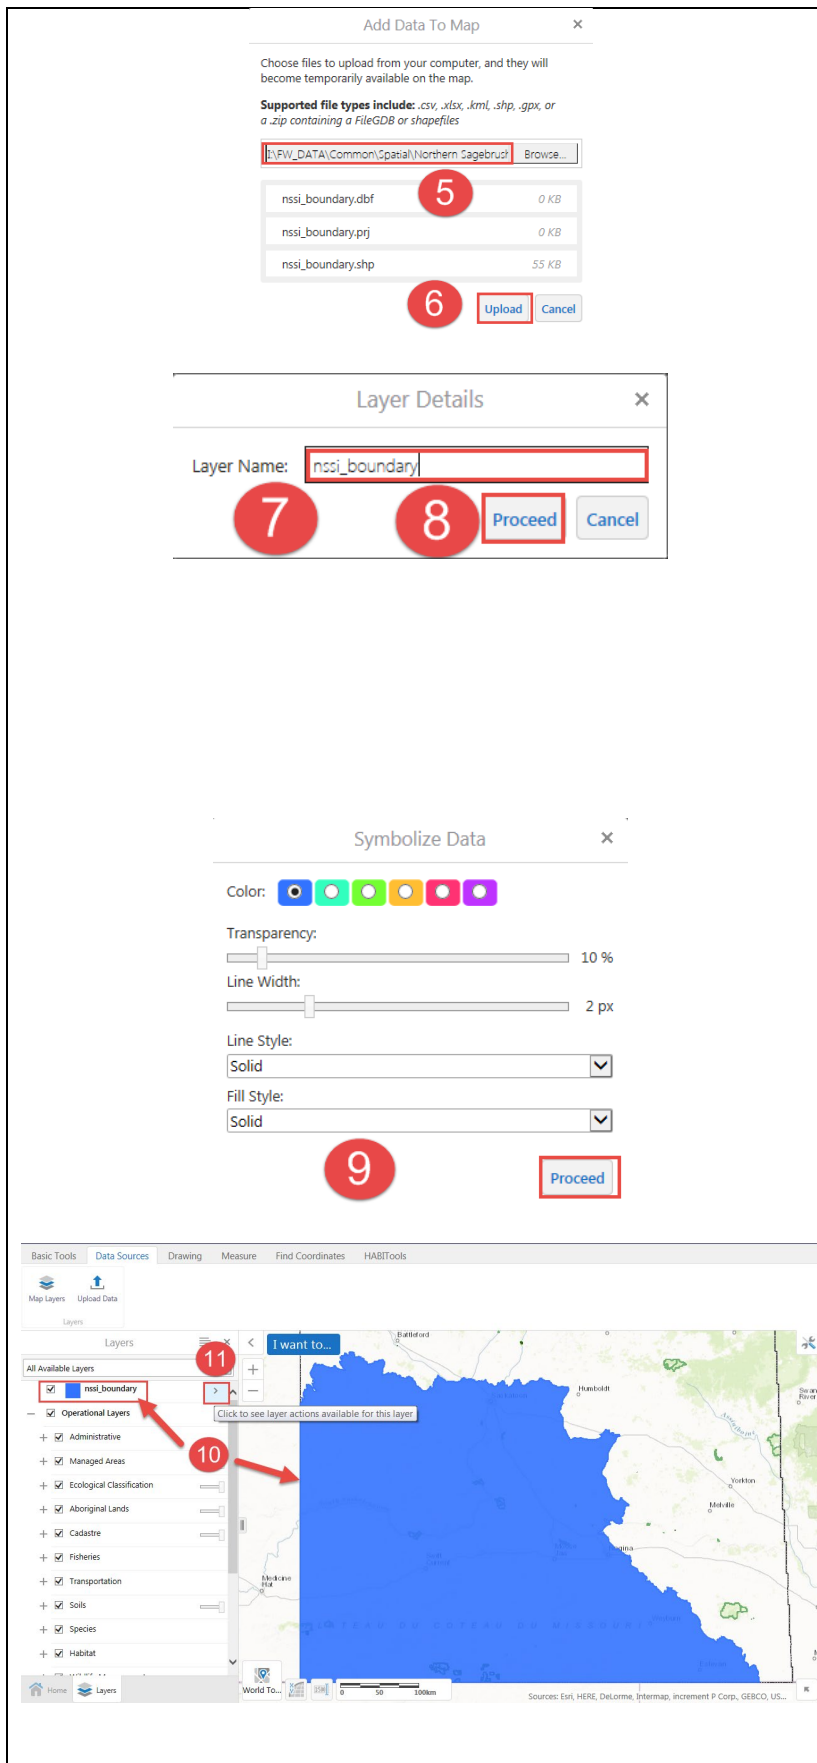 Add Data To Map
×
Choose files to upload from your computer, and they will
become temporarily available on the map.
Supported file types include: .csv, .xlsx, .kml, .shp, .gpx, or
a .zip containing a FileGDB or shapefiles
I:\FW_DATA\Common\Spatial\Northern Sagebrush Browse...
5
nssi_boundary.dbf 0 KB
nssi_boundary.prj 0 KB
nssi_boundary.shp 55 KB
6
Upload Cancel
Layer Details ×
Layer Name: nssi_boundary
7
8
Proceed Cancel
Symbolize Data ×
Color:
Transparency:
10 %
Line Width:
2 px
Line Style:
Solid
Fill Style:
Solid
9
Proceed
Basic Tools Data Sources Drawing Measure Find Coordinates HABITools
Map Layers Upload Data
Layers
Layers ×
11
I want to...
All Available Layers
nssi_boundary
Click to see layer actions available for this layer
Operational Layers
10
Administrative
Managed Areas
Ecological Classification
Aboriginal Lands
Cadastre
Fisheries
Transportation
Soils
Species
Habitat
Home Layers
World To...
0 50 100km
Sources: Esri, HERE, DeLorme, Intermap, increment P Corp., GEBCO, US...
Battleford
Humboldt
Swan
River
Yorkton
Melville
Medicine
Hat